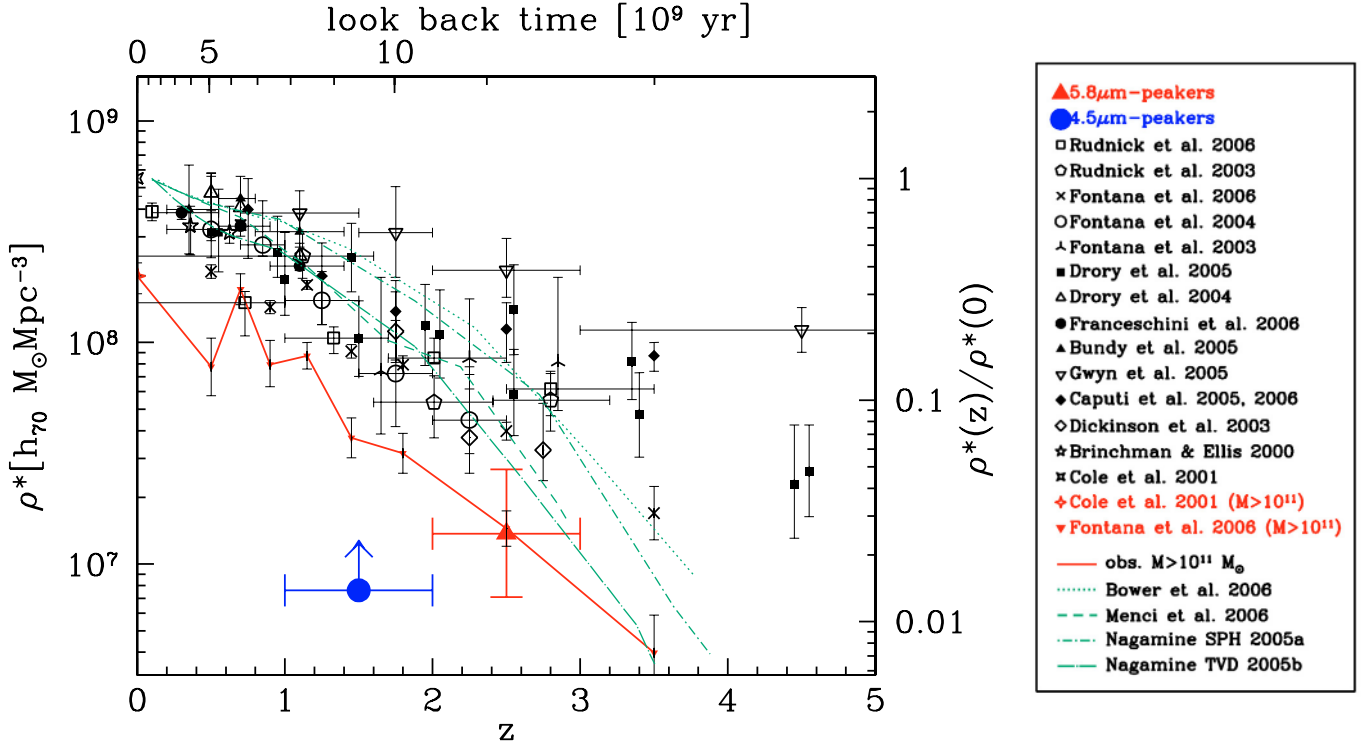 look back time [10⁹ yr]
0 5 10
10⁹
10⁸
10⁷
ρ*[h₇₀ M☉Mpc⁻³]
1
0.1
0.01
ρ*(z)/ρ*(0)
0 1 2 3 4 5
z
5.8μm-peakers
4.5μm-peakers
Rudnick et al. 2006
Rudnick et al. 2003
Fontana et al. 2006
Fontana et al. 2004
Fontana et al. 2003
Drory et al. 2005
Drory et al. 2004
Franceschini et al. 2006
Bundy et al. 2005
Gwyn et al. 2005
Caputi et al. 2005, 2006
Dickinson et al. 2003
Brinchman & Ellis 2000
Cole et al. 2001
Cole et al. 2001 (M>10¹¹)
Fontana et al. 2006 (M>10¹¹)
obs. M>10¹¹ M☉
Bower et al. 2006
Menci et al. 2006
Nagamine SPH 2005a
Nagamine TVD 2005b